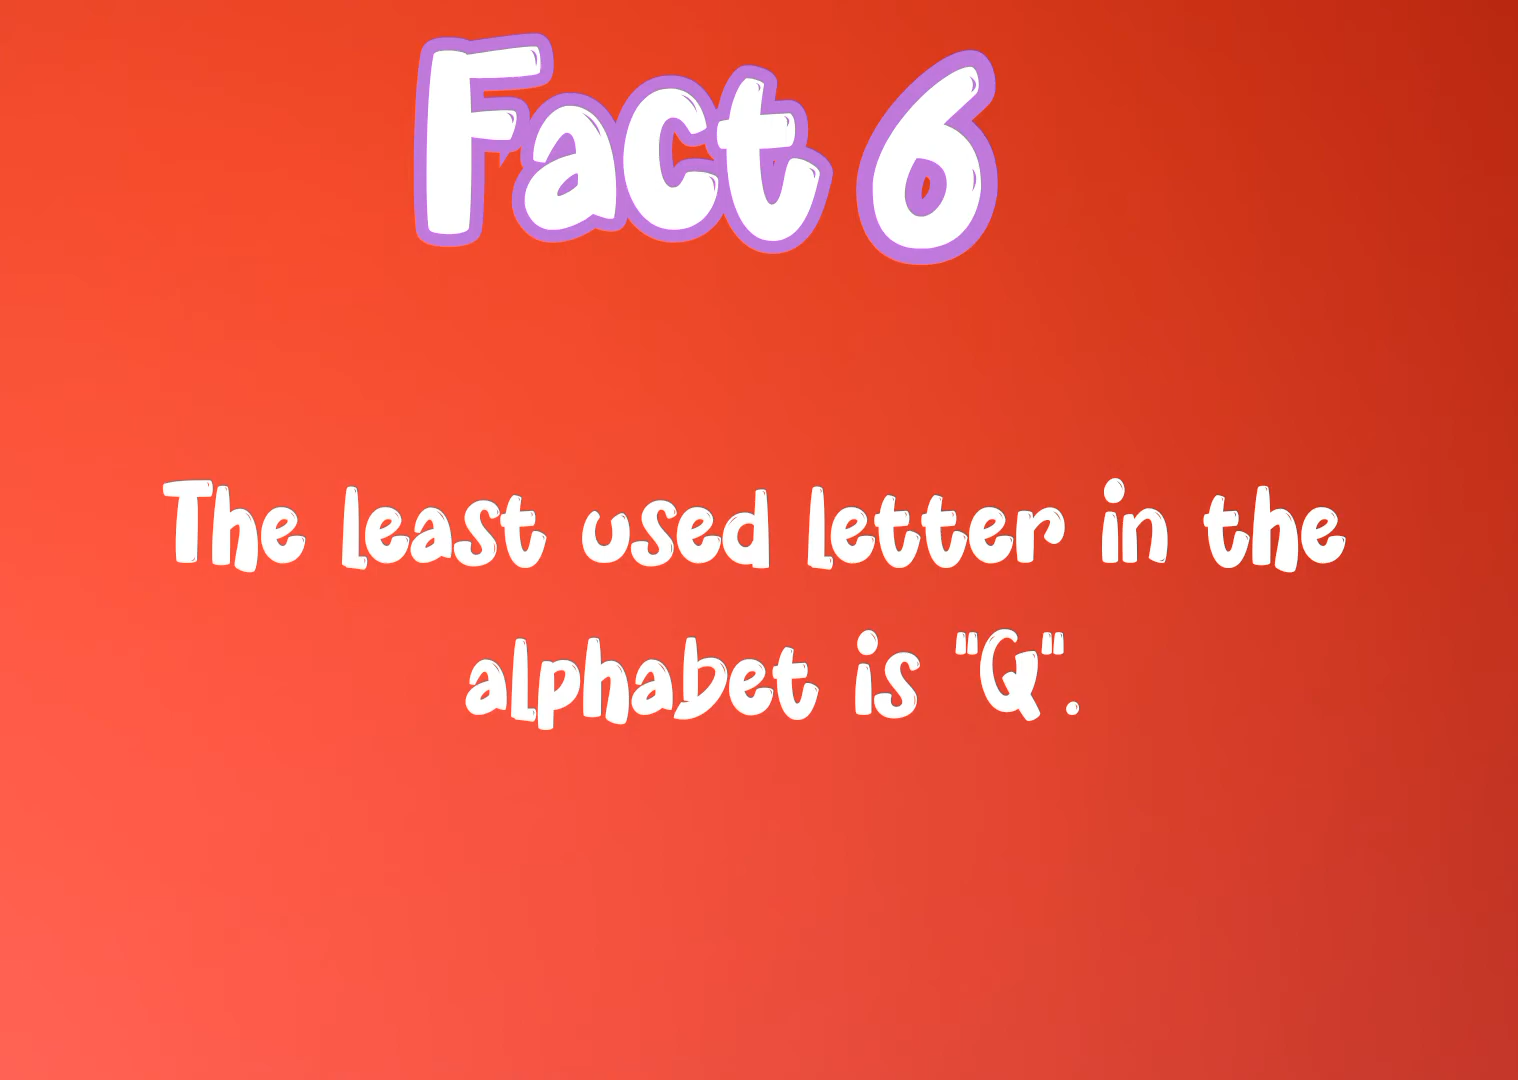 Fact 6
The least used letter in the
alphabet is "Q".